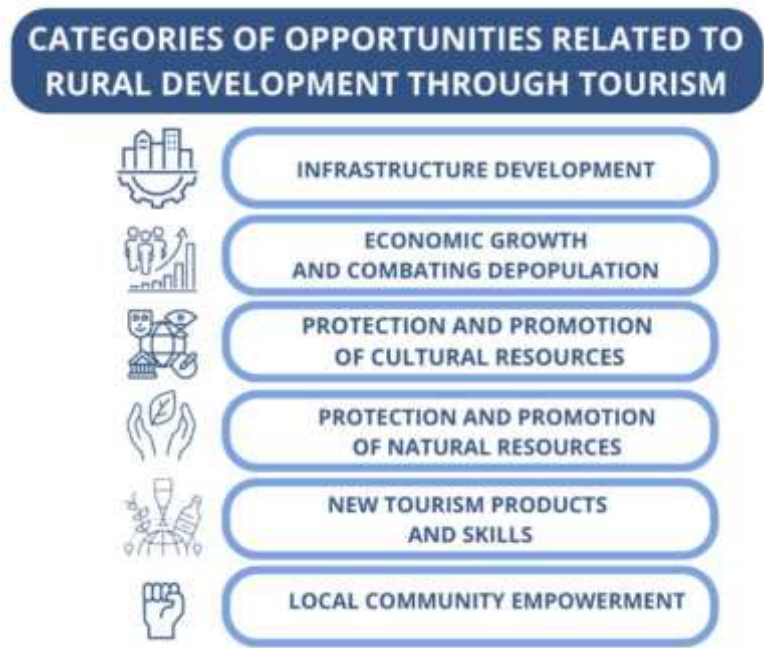 CATEGORIES OF OPPORTUNITIES RELATED TO
RURAL DEVELOPMENT THROUGH TOURISM
INFRASTRUCTURE DEVELOPMENT
ECONOMIC GROWTH
AND COMBATING DEPOPULATION
PROTECTION AND PROMOTION
OF CULTURAL RESOURCES
PROTECTION AND PROMOTION
OF NATURAL RESOURCES
NEW TOURISM PRODUCTS
AND SKILLS
LOCAL COMMUNITY EMPOWERMENT